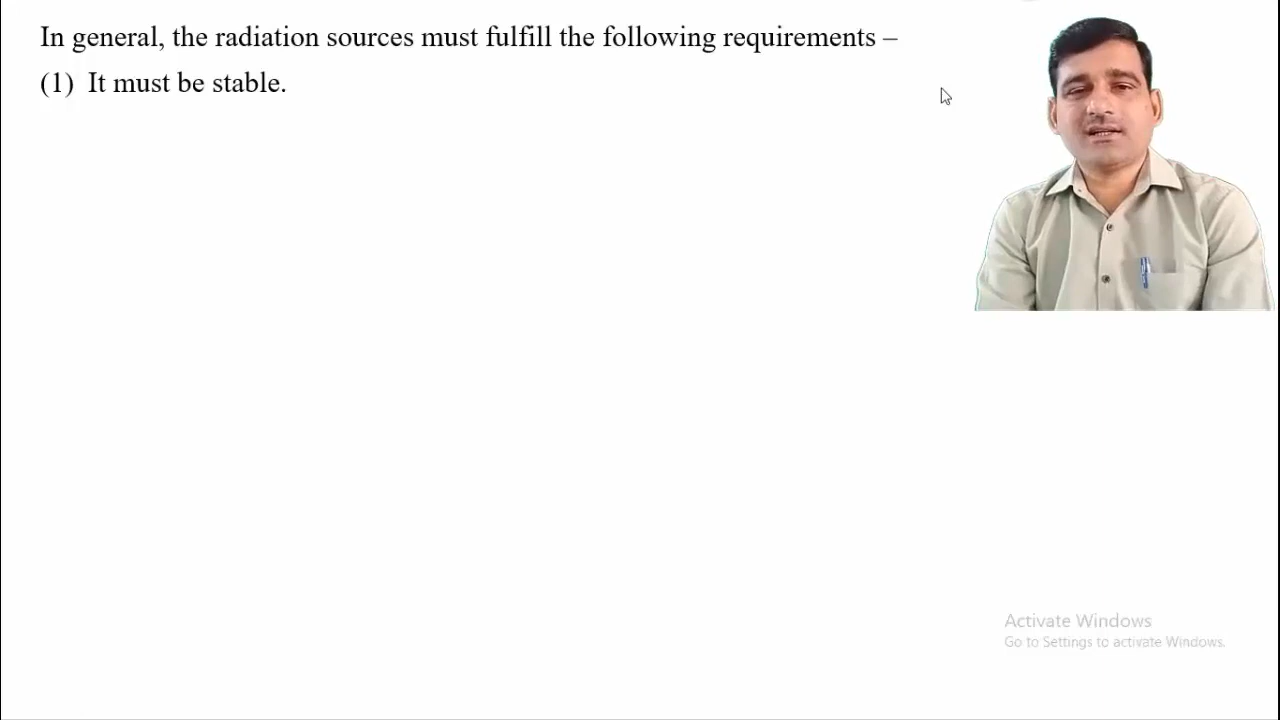 In general, the radiation sources must fulfill the following requirements –
(1) It must be stable.
Activate Windows
Go to Settings to activate Windows.